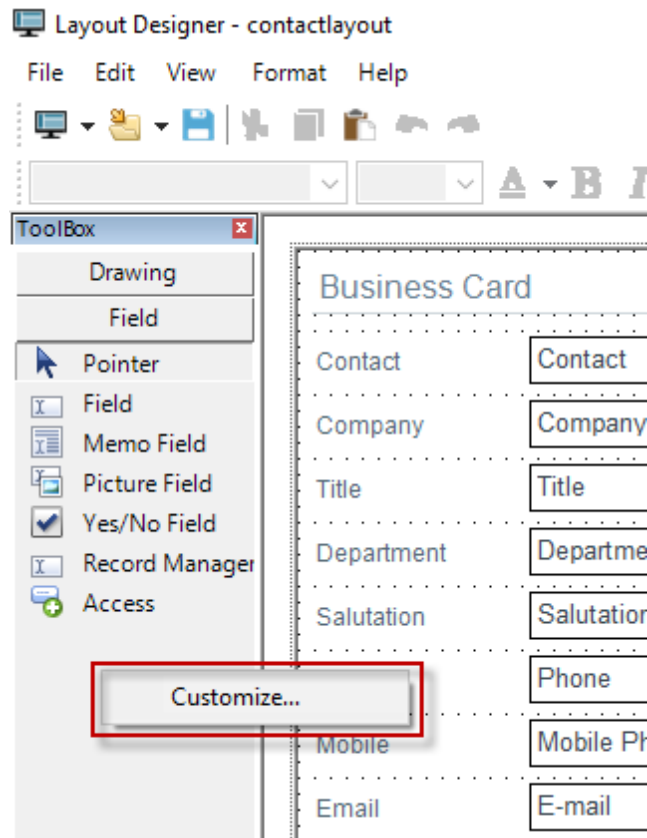 Layout Designer - contactlayout
File Edit View Format Help
A B I
ToolBox
Drawing
Field
Pointer
Field
Memo Field
Picture Field
Yes/No Field
Record Manager
Access
Customize...
Business Card
Contact Contact
Company Company
Title Title
Department Departme
Salutation Salutation
Phone
Mobile Mobile Ph
Email E-mail